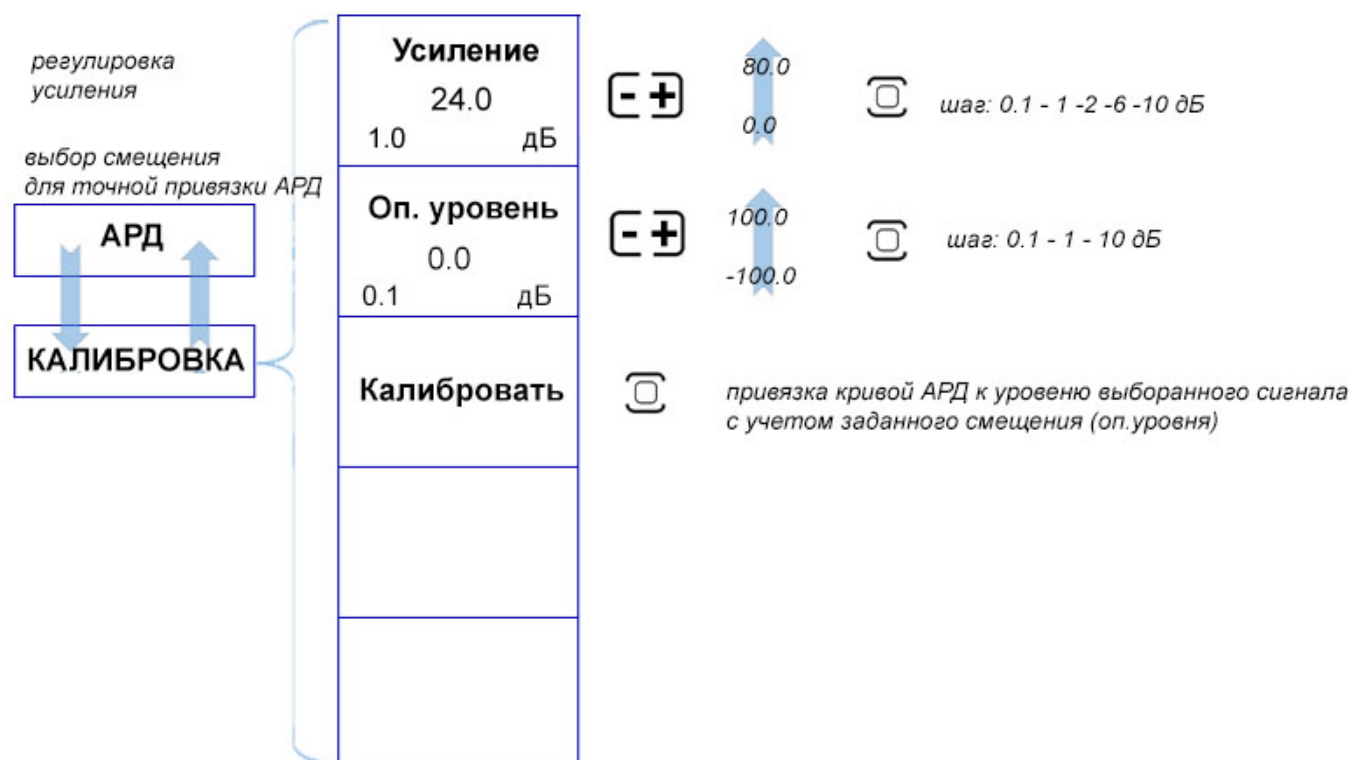 регулировка
усиления
выбор смещения
для точной привязки АРД
АРД
КАЛИБРОВКА
Усиление
24.0
1.0 дБ
80.0
0.0
шаг: 0.1 - 1 -2 -6 -10 дБ
Оп. уровень
0.0
0.1 дБ
100.0
-100.0
шаг: 0.1 - 1 - 10 дБ
Калибровать
привязка кривой АРД к уровеню выборанного сигнала
с учетом заданного смещения (оп.уровня)